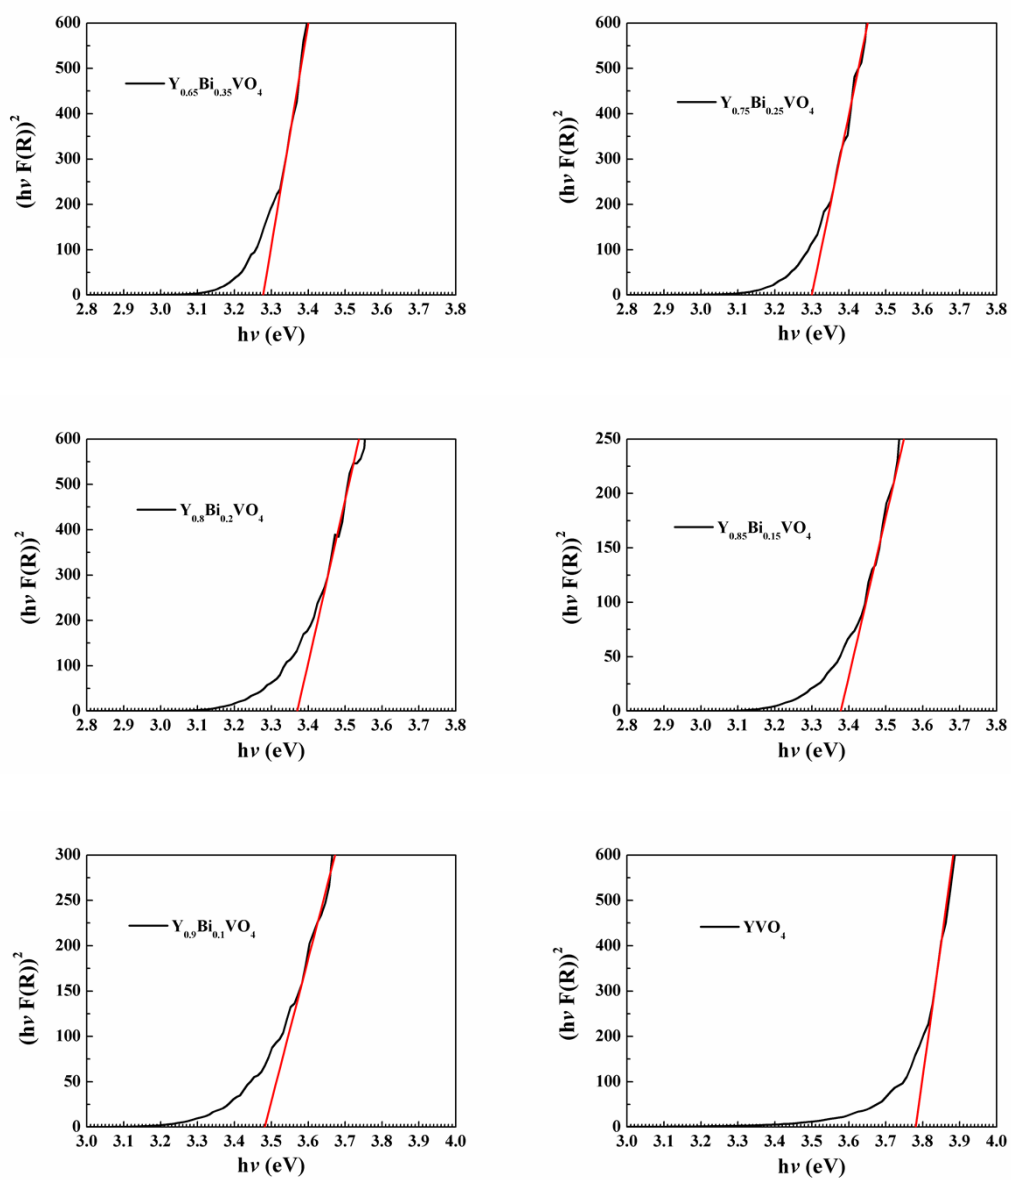 600
500
400
300
200
100
0
(hν F(R))²
Y₀.₆₅Bi₀.₃₅VO₄
2.8 2.9 3.0 3.1 3.2 3.3 3.4 3.5 3.6 3.7 3.8
hν (eV)
600
500
400
300
200
100
0
(hν F(R))²
Y₀.₇₅Bi₀.₂₅VO₄
2.8 2.9 3.0 3.1 3.2 3.3 3.4 3.5 3.6 3.7 3.8
hν (eV)
600
500
400
300
200
100
0
(hν F(R))²
Y₀.₈Bi₀.₂VO₄
2.8 2.9 3.0 3.1 3.2 3.3 3.4 3.5 3.6 3.7 3.8
hν (eV)
250
200
150
100
50
0
(hν F(R))²
Y₀.₈₅Bi₀.₁₅VO₄
2.8 2.9 3.0 3.1 3.2 3.3 3.4 3.5 3.6 3.7 3.8
hν (eV)
300
250
200
150
100
50
0
(hν F(R))²
Y₀.₉Bi₀.₁VO₄
3.0 3.1 3.2 3.3 3.4 3.5 3.6 3.7 3.8 3.9 4.0
hν (eV)
600
500
400
300
200
100
0
(hν F(R))²
YVO₄
3.0 3.1 3.2 3.3 3.4 3.5 3.6 3.7 3.8 3.9 4.0
hν (eV)